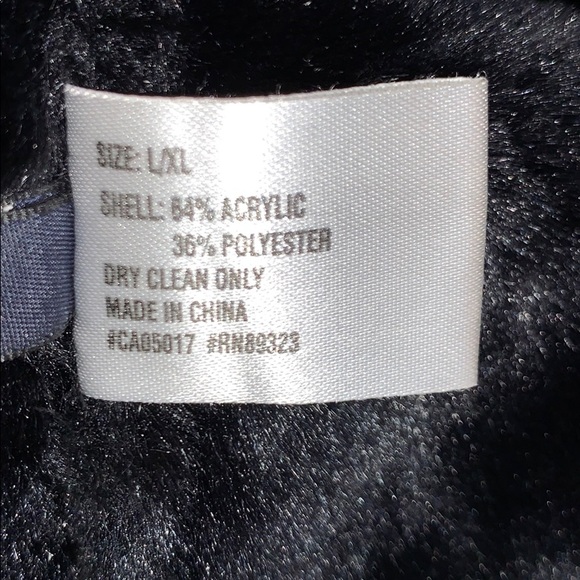 SIZE: L/XL
SHELL: 64% ACRYLIC
36% POLYESTER
DRY CLEAN ONLY
MADE IN CHINA
#CA05017 #RN89323